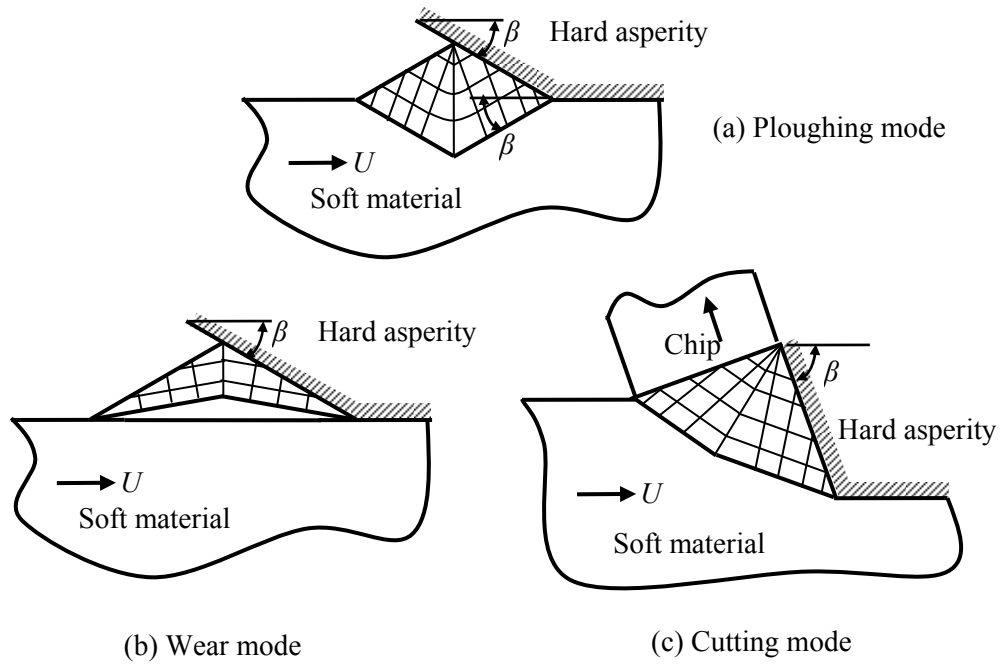 β
Hard asperity
β
(a) Ploughing mode
U
Soft material
β
Hard asperity
U
Soft material
(b) Wear mode
Chip
β
Hard asperity
U
Soft material
(c) Cutting mode